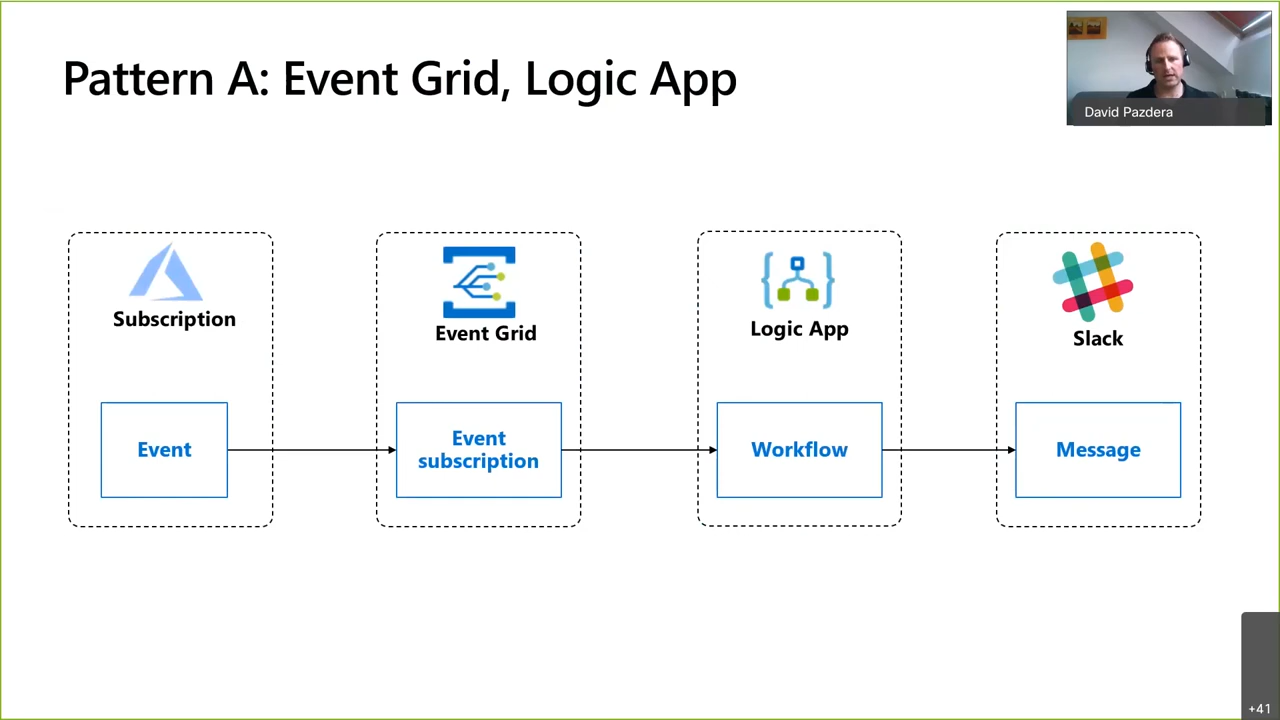 Pattern A: Event Grid, Logic App
David Pazdera
Subscription
Event Grid
Logic App
Slack
Event
Event
subscription
Workflow
Message
+41